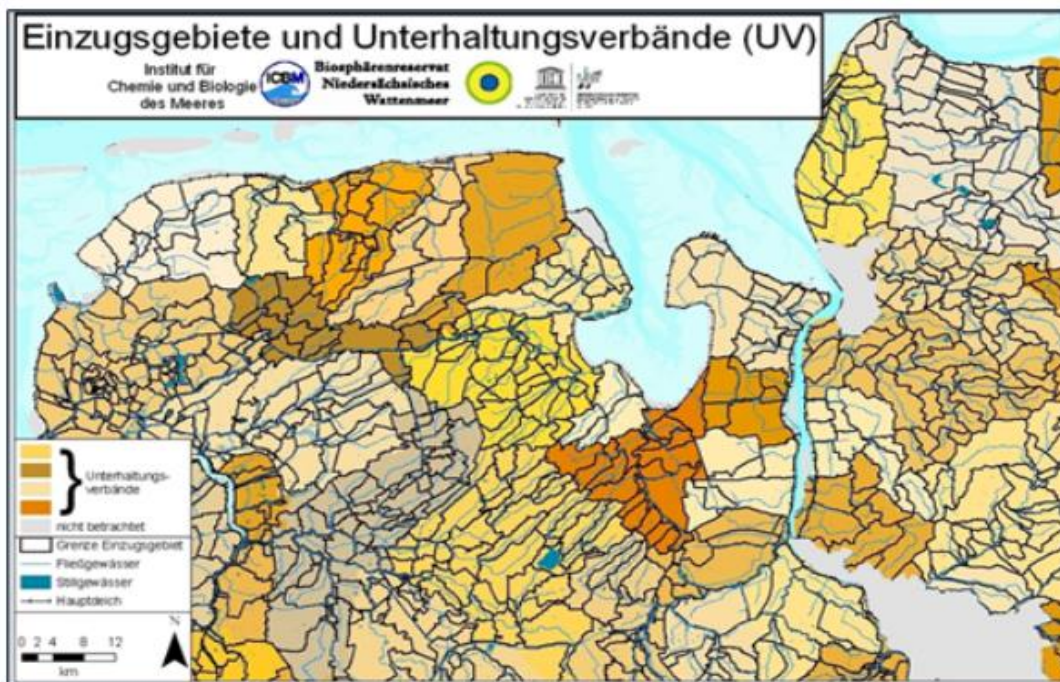 Einzugsgebiete und Unterhaltungsverbände (UV)
Institut für
Chemie und Biologie
des Meeres
ICBM
Biosphärenreservat
Niedersächsisches
Wattenmeer
Unterhaltungs-
verbände
nicht betrachtet
Grenze Einzugsgebiet
Fließgewässer
Stillgewässer
Hauptdeich
N
0 2 4 8 12
km